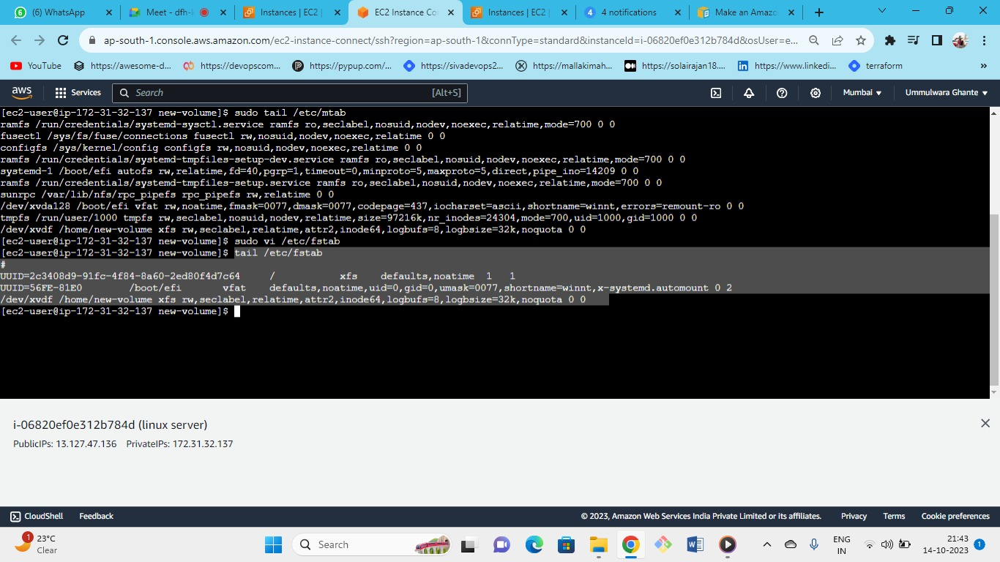 (6) WhatsApp
Meet - dfh-
Instances | EC2
EC2 Instance Co
Instances | EC2
4 notifications
Make an Amazo
ap-south-1.console.aws.amazon.com/ec2-instance-connect/ssh?region=ap-south-1&connType=standard&instanceId=i-06820ef0e312b784d&osUser=e...
YouTube
https://awesome-d...
https://devopscom...
https://pypup.com/...
https://sivadevops2...
https://mallakimah...
https://solairajan18....
https://www.linkedi...
terraform
»
aws
Services
Search
[Alt+S]
Mumbai
Ummulwara Ghante
[ec2-user@ip-172-31-32-137 new-volume]$ sudo tail /etc/mtab
ramfs /run/credentials/systemd-sysctl.service ramfs ro,seclabel,nosuid,nodev,noexec,relatime,mode=700 0 0
fusectl /sys/fs/fuse/connections fusectl rw,nosuid,nodev,noexec,relatime 0 0
configfs /sys/kernel/config configfs rw,nosuid,nodev,noexec,relatime 0 0
ramfs /run/credentials/systemd-tmpfiles-setup-dev.service ramfs ro,seclabel,nosuid,nodev,noexec,relatime,mode=700 0 0
systemd-1 /boot/efi autofs rw,relatime,fd=40,pgrp=1,timeout=0,minproto=5,maxproto=5,direct,pipe_ino=14209 0 0
ramfs /run/credentials/systemd-tmpfiles-setup.service ramfs ro,seclabel,nosuid,nodev,noexec,relatime,mode=700 0 0
sunrpc /var/lib/nfs/rpc_pipefs rpc_pipefs rw,relatime 0 0
/dev/xvda128 /boot/efi vfat rw,noatime,fmask=0077,dmask=0077,codepage=437,iocharset=ascii,shortname=winnt,errors=remount-ro 0 0
tmpfs /run/user/1000 tmpfs rw,seclabel,nosuid,nodev,relatime,size=97216k,nr_inodes=24304,mode=700,uid=1000,gid=1000 0 0
/dev/xvdf /home/new-volume xfs rw,seclabel,relatime,attr2,inode64,logbufs=8,logbsize=32k,noquota 0 0
[ec2-user@ip-172-31-32-137 new-volume]$ sudo vi /etc/fstab
[ec2-user@ip-172-31-32-137 new-volume]$ tail /etc/fstab
#
UUID=2c3408d9-91fc-4f84-8a60-2ed80f4d7c64 / xfs defaults,noatime 1 1
UUID=56FE-81E0 /boot/efi vfat defaults,noatime,uid=0,gid=0,umask=0077,shortname=winnt,x-systemd.automount 0 2
/dev/xvdf /home/new-volume xfs rw,seclabel,relatime,attr2,inode64,logbufs=8,logbsize=32k,noquota 0 0
[ec2-user@ip-172-31-32-137 new-volume]$
i-06820ef0e312b784d (linux server)
PublicIPs: 13.127.47.136 PrivateIPs: 172.31.32.137
CloudShell
Feedback
© 2023, Amazon Web Services India Private Limited or its affiliates.
Privacy
Terms
Cookie preferences
1
23°C
Clear
Search
ENG
IN
21:43
14-10-2023
1